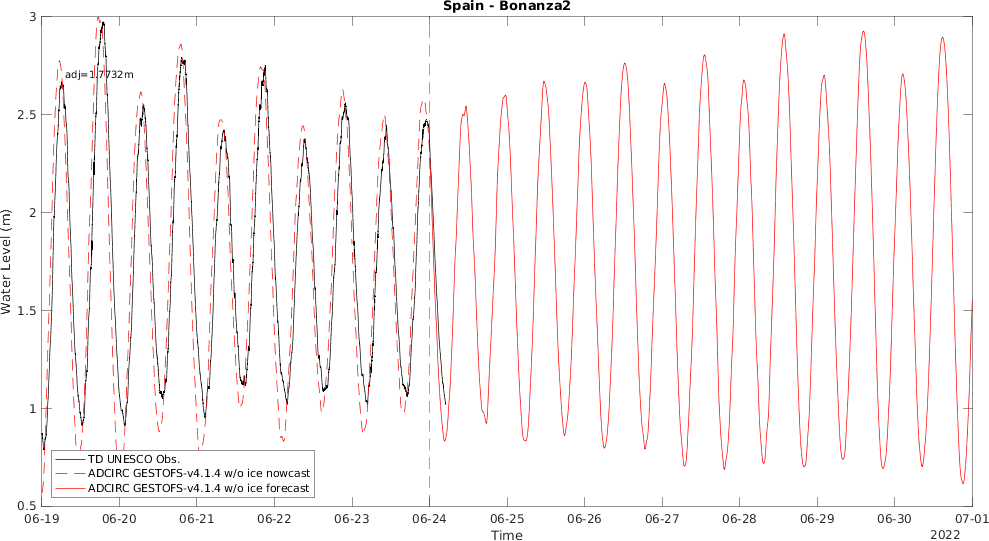 Spain - Bonanza2
3
2.5
2
1.5
1
0.5
Water Level (m)
adj=1.7732m
TD UNESCO Obs.
ADCIRC GESTOFS-v4.1.4 w/o ice nowcast
ADCIRC GESTOFS-v4.1.4 w/o ice forecast
06-19 06-20 06-21 06-22 06-23 06-24 06-25 06-26 06-27 06-28 06-29 06-30 07-01
Time
2022